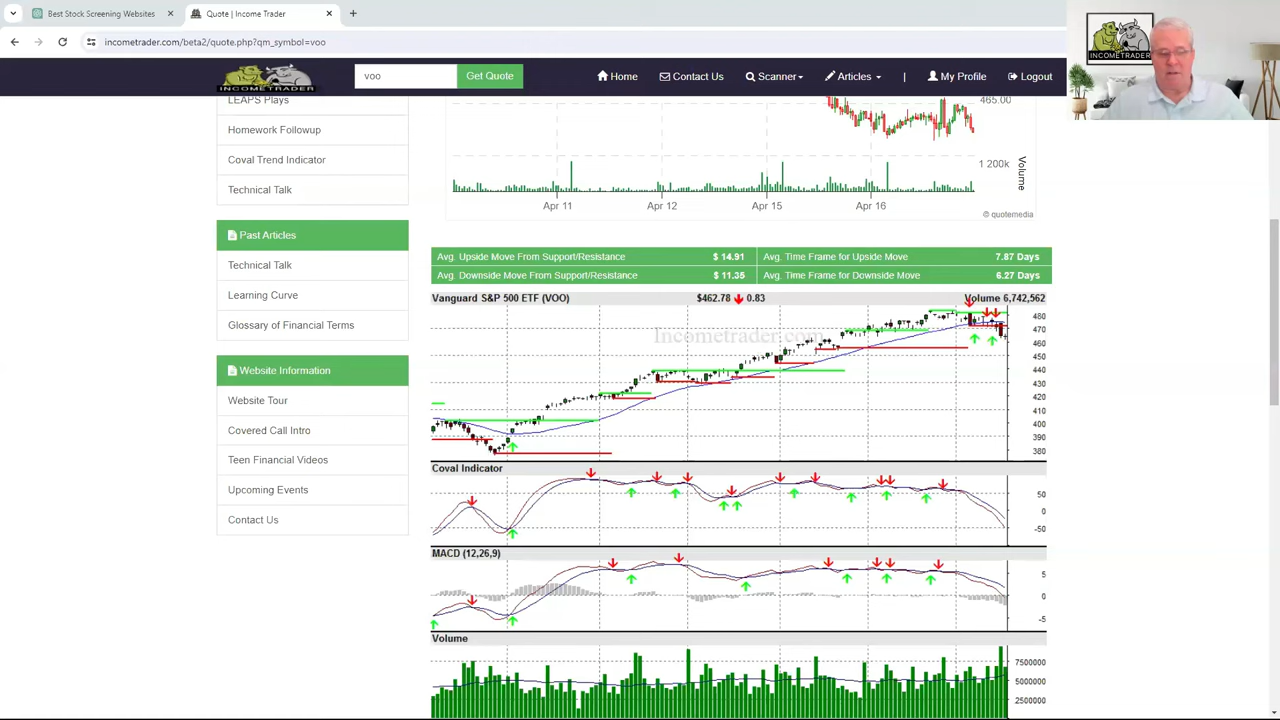 Best Stock Screening Websites
Quote | Income Trader
incometrader.com/beta2/quote.php?qm_symbol=voo
INCOMETRADER
voo
Get Quote
Home
Contact Us
Scanner
Articles
|
My Profile
Logout
INCOMETRADER
LEAPS Plays
Homework Followup
Coval Trend Indicator
Technical Talk
Past Articles
Technical Talk
Learning Curve
Glossary of Financial Terms
Website Information
Website Tour
Covered Call Intro
Teen Financial Videos
Upcoming Events
Contact Us
465.00
1 200k
Volume
Apr 11 Apr 12 Apr 15 Apr 16
© quotemedia
Avg. Upside Move From Support/Resistance $ 14.91 Avg. Time Frame for Upside Move 7.87 Days
Avg. Downside Move From Support/Resistance $ 11.35 Avg. Time Frame for Downside Move 6.27 Days
Vanguard S&P 500 ETF (VOO) $462.78 0.83 Volume 6,742,562
Incometrader.com
480
470
460
450
440
430
420
410
400
390
380
Coval Indicator
50
0
-50
MACD (12,26,9)
5
0
-5
Volume
7500000
5000000
2500000